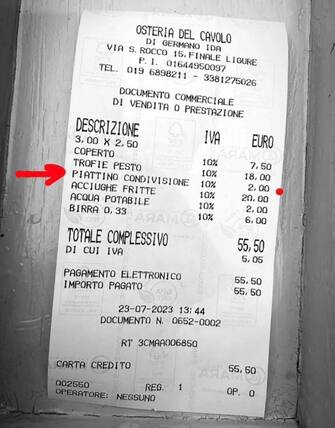 OSTERIA DEL CAVOLO
DI GERMANO IDA
VIA S.ROCCO 15,FINALE LIGURE
P. I. 01644950097
TEL. 019 6898211 - 3381275026
DOCUMENTO COMMERCIALE
DI VENDITA O PRESTAZIONE
DESCRIZIONE IVA EURO
3,00 X 2,50
COPERTO 10% 7,50
TROFIE PESTO 10% 18,00
PIATTINO CONDIVISIONE 10% 2,00
ACCIUGHE FRITTE 10% 20,00
ACQUA POTABILE 10% 2,00
BIRRA 0,33 10% 6,00
TOTALE COMPLESSIVO 55,50
DI CUI IVA 5,05
PAGAMENTO ELETTRONICO 55,50
IMPORTO PAGATO 55,50
23-07-2023 13:44
DOCUMENTO N. 0652-0002
RT 3CMAA006850
CARTA CREDITO 55,50
002550 REG. 1 OP. 0
OPERATORE: NESSUNO